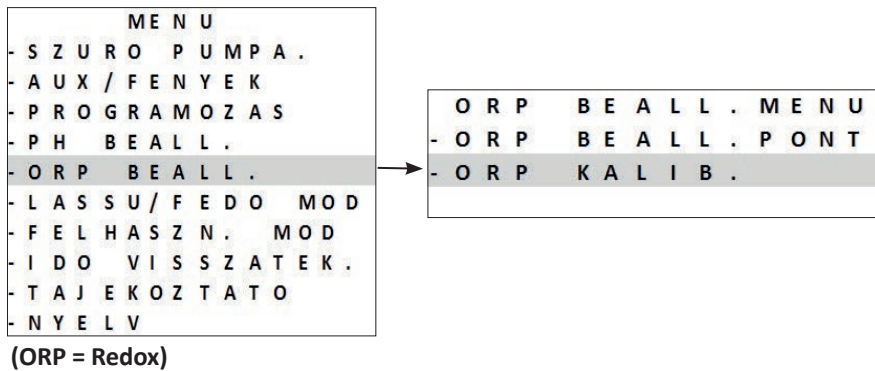 MENU
- SZURO PUMPA.
- AUX/FENYEK
- PROGRAMOZAS
- PH BEALL.
- ORP BEALL.
- LASSU/FEDO MOD
- FELHASZN. MOD
- IDO VISSZATEK.
- TAJEKOZTATO
- NYELV
ORP BEALL.MENU
- ORP BEALL.PONT
- ORP KALIB.
(ORP = Redox)